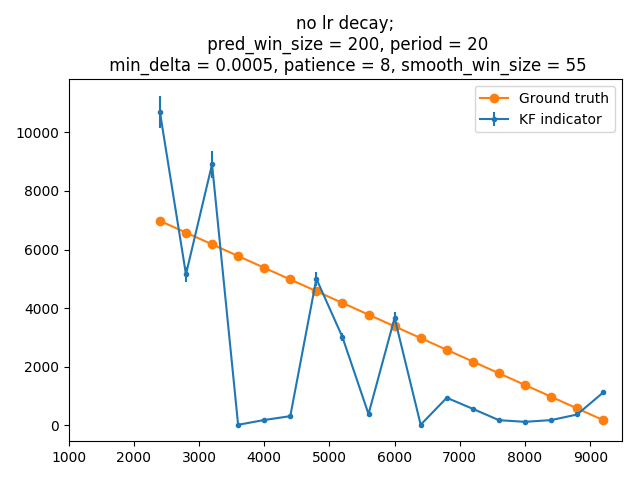 no lr decay;
pred_win_size = 200, period = 20
min_delta = 0.0005, patience = 8, smooth_win_size = 55
Ground truth
KF indicator
10000
8000
6000
4000
2000
0
1000 2000 3000 4000 5000 6000 7000 8000 9000